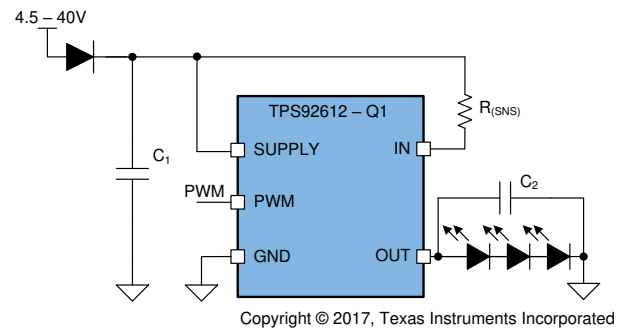 4.5 – 40V
TPS92612 – Q1
R(SNS)
C1
SUPPLY
IN
PWM
PWM
C2
GND
OUT
Copyright © 2017, Texas Instruments Incorporated